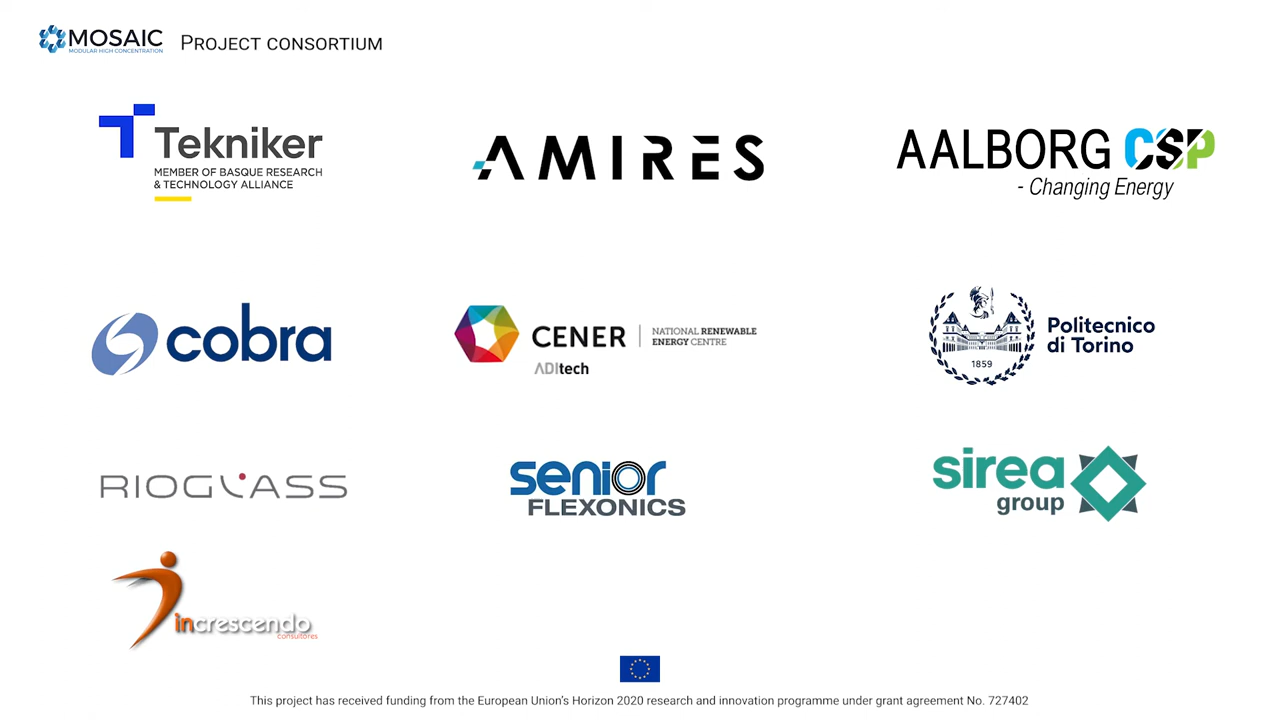 MOSAIC
MODULAR HIGH CONCENTRATION
PROJECT CONSORTIUM
Tekniker
MEMBER OF BASQUE RESEARCH
& TECHNOLOGY ALLIANCE
AMIRES
AALBORG CSP
- Changing Energy
cobra
CENER
NATIONAL RENEWABLE
ENERGY CENTRE
ADItech
1859
Politecnico
di Torino
RIOGLASS
senior
FLEXONICS
sirea
group
increscendo
consultores
This project has received funding from the European Union's Horizon 2020 research and innovation programme under grant agreement No. 727402